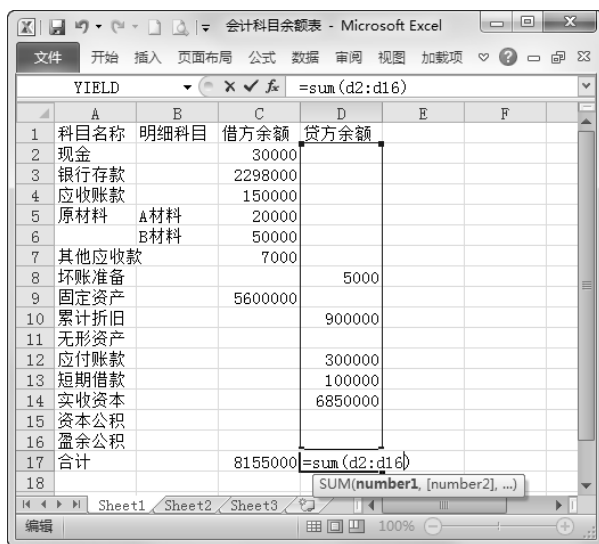 会计科目余额表 - Microsoft Excel
文件 开始 插入 页面布局 公式 数据 审阅 视图 加载项
YIELD fx =sum(d2:d16)
A B C D E F
1 科目名称 明细科目 借方余额 贷方余额
2 现金 30000
3 银行存款 2298000
4 应收账款 150000
5 原材料 A材料 20000
6 B材料 50000
7 其他应收款 7000
8 坏账准备 5000
9 固定资产 5600000
10 累计折旧 900000
11 无形资产
12 应付账款 300000
13 短期借款 100000
14 实收资本 6850000
15 资本公积
16 盈余公积
17 合计 8155000 =sum(d2:d16)
18 SUM(number1, [number2], ...)
Sheet1 Sheet2 Sheet3
编辑 100%